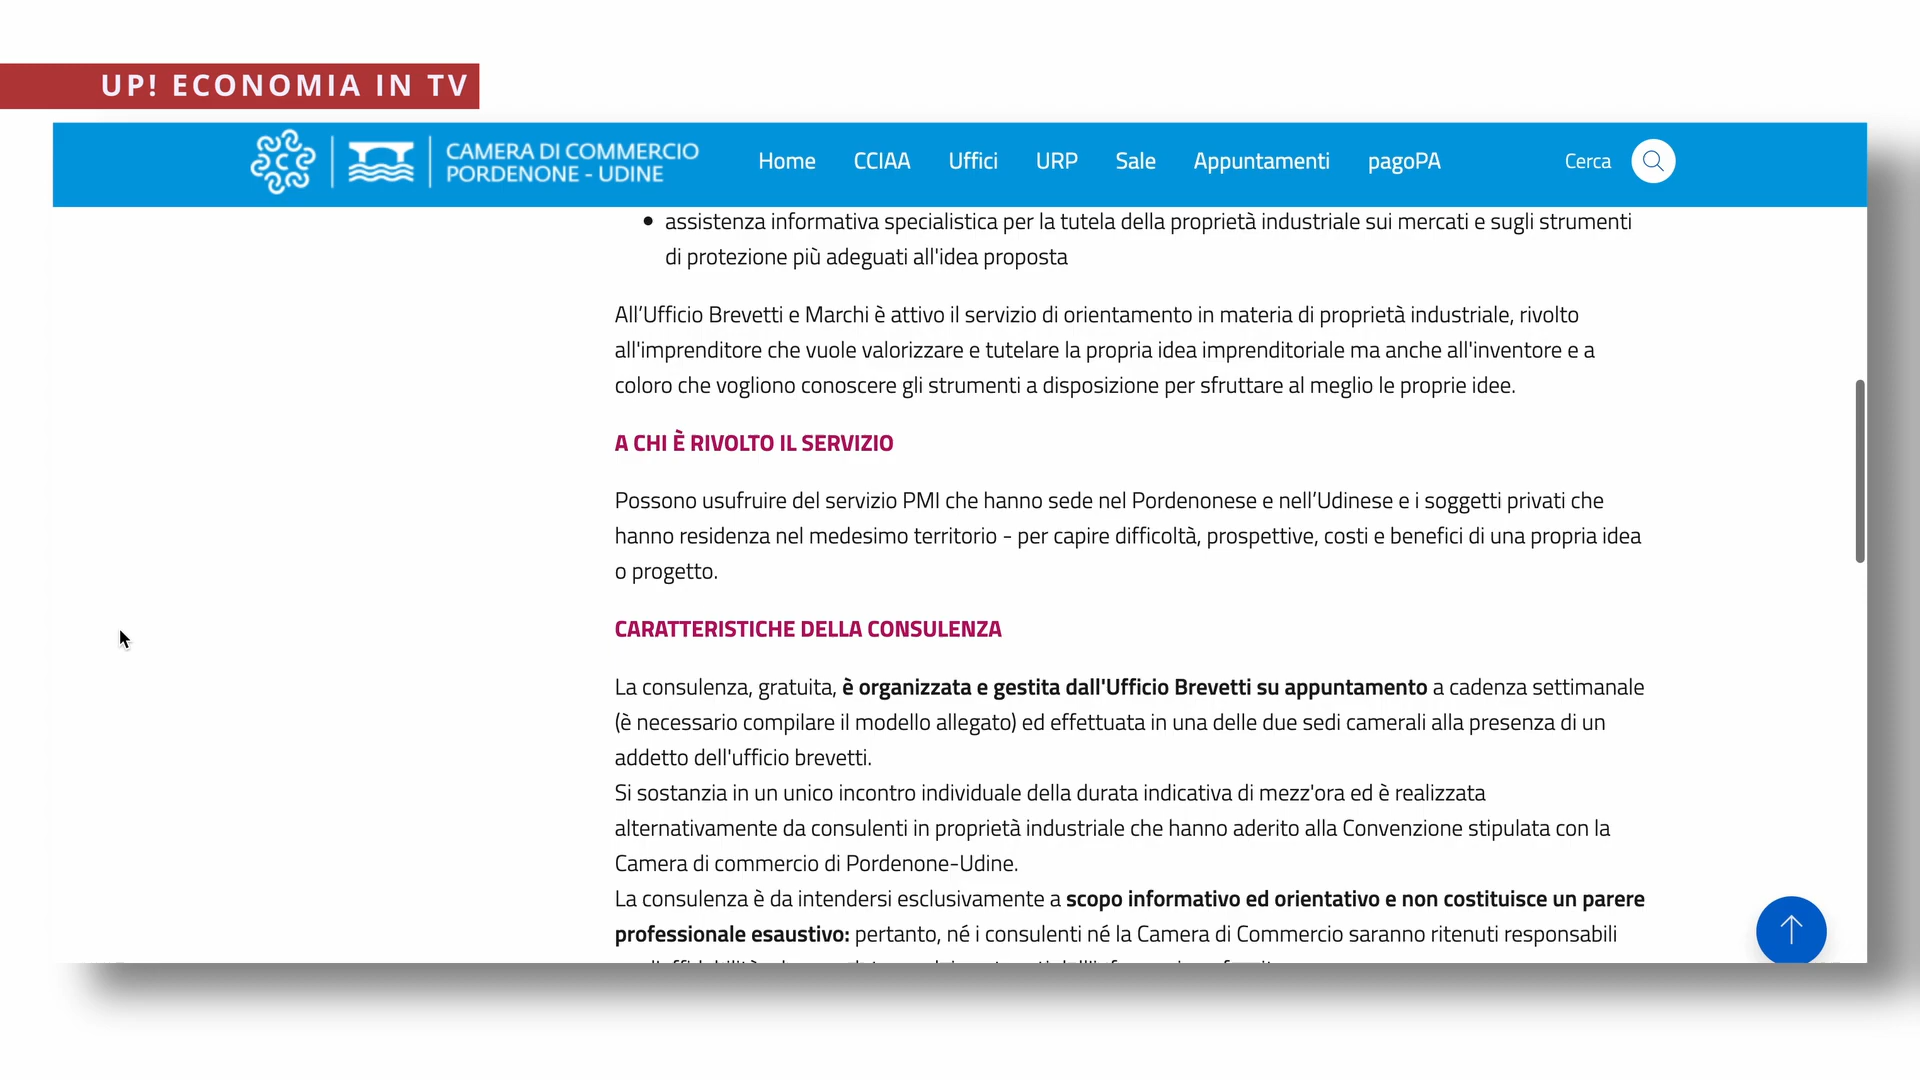 UP! ECONOMIA IN TV
CAMERA DI COMMERCIO
PORDENONE - UDINE
Home CCIAA Uffici URP Sale Appuntamenti pagoPA Cerca
• assistenza informativa specialistica per la tutela della proprietà industriale sui mercati e sugli strumenti
di protezione più adeguati all'idea proposta
All’Ufficio Brevetti e Marchi è attivo il servizio di orientamento in materia di proprietà industriale, rivolto
all'imprenditore che vuole valorizzare e tutelare la propria idea imprenditoriale ma anche all'inventore e a
coloro che vogliono conoscere gli strumenti a disposizione per sfruttare al meglio le proprie idee.
A CHI È RIVOLTO IL SERVIZIO
Possono usufruire del servizio PMI che hanno sede nel Pordenonese e nell’Udinese e i soggetti privati che
hanno residenza nel medesimo territorio - per capire difficoltà, prospettive, costi e benefici di una propria idea
o progetto.
CARATTERISTICHE DELLA CONSULENZA
La consulenza, gratuita, è organizzata e gestita dall'Ufficio Brevetti su appuntamento a cadenza settimanale
(è necessario compilare il modello allegato) ed effettuata in una delle due sedi camerali alla presenza di un
addetto dell'ufficio brevetti.
Si sostanzia in un unico incontro individuale della durata indicativa di mezz'ora ed è realizzata
alternativamente da consulenti in proprietà industriale che hanno aderito alla Convenzione stipulata con la
Camera di commercio di Pordenone-Udine.
La consulenza è da intendersi esclusivamente a scopo informativo ed orientativo e non costituisce un parere
professionale esaustivo: pertanto, né i consulenti né la Camera di Commercio saranno ritenuti responsabili